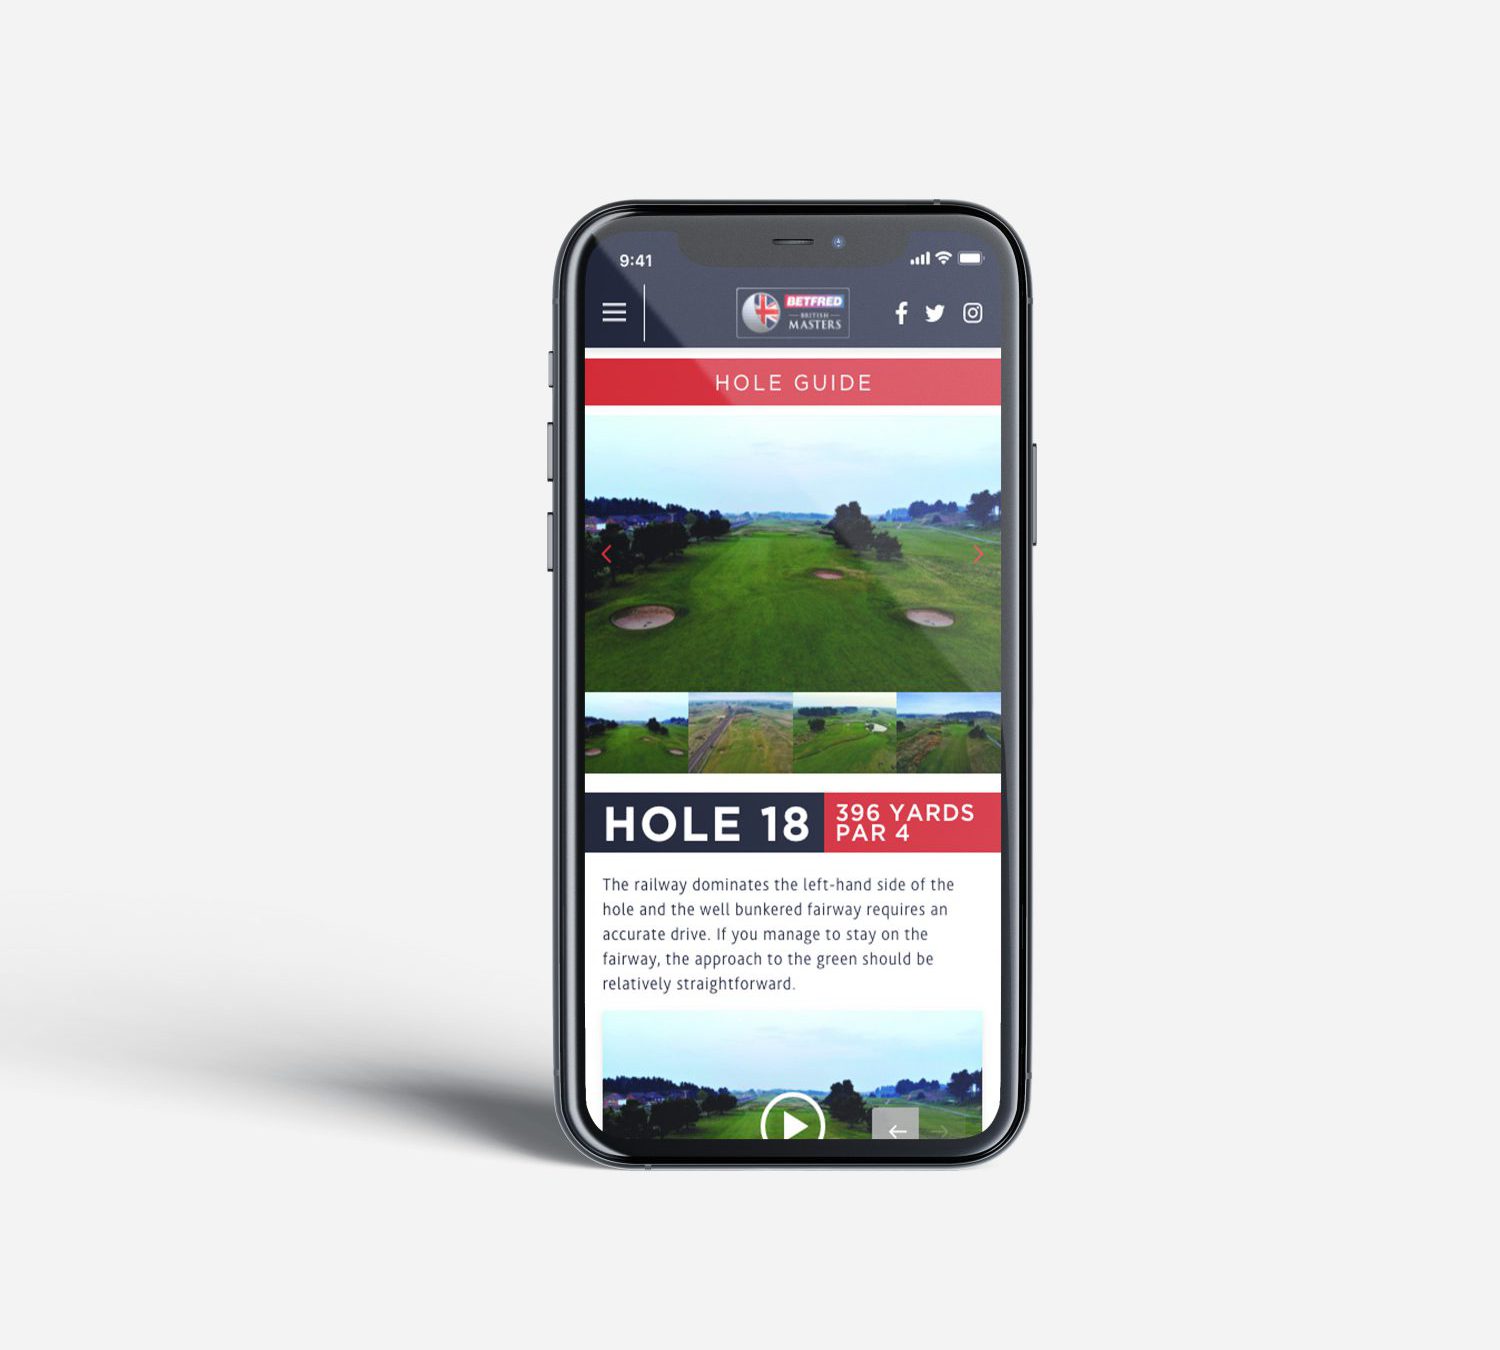 9:41
BETFRED
BRITISH
MASTERS
HOLE GUIDE
HOLE 18
396 YARDS
PAR 4
The railway dominates the left-hand side of the
hole and the well bunkered fairway requires an
accurate drive. If you manage to stay on the
fairway, the approach to the green should be
relatively straightforward.